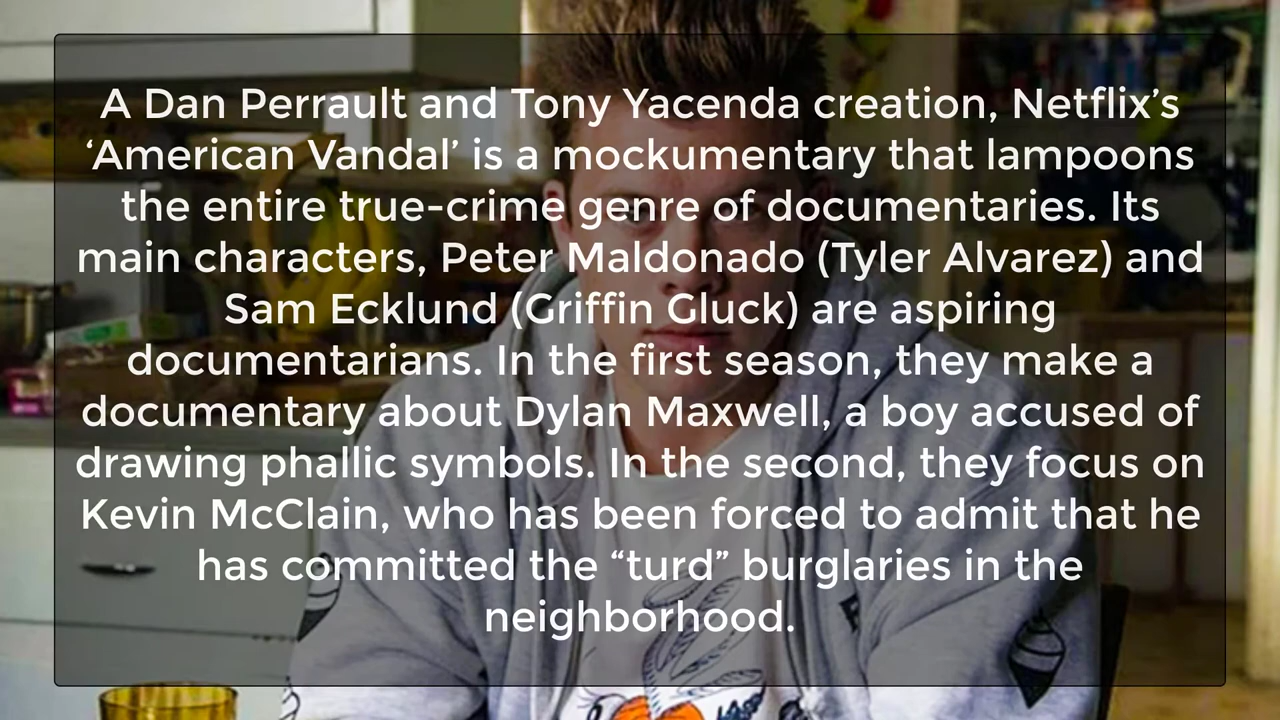 A Dan Perrault and Tony Yacenda creation, Netflix’s
‘American Vandal’ is a mockumentary that lampoons
the entire true-crime genre of documentaries. Its
main characters, Peter Maldonado (Tyler Alvarez) and
Sam Ecklund (Griffin Gluck) are aspiring
documentarians. In the first season, they make a
documentary about Dylan Maxwell, a boy accused of
drawing phallic symbols. In the second, they focus on
Kevin McClain, who has been forced to admit that he
has committed the “turd” burglaries in the
neighborhood.